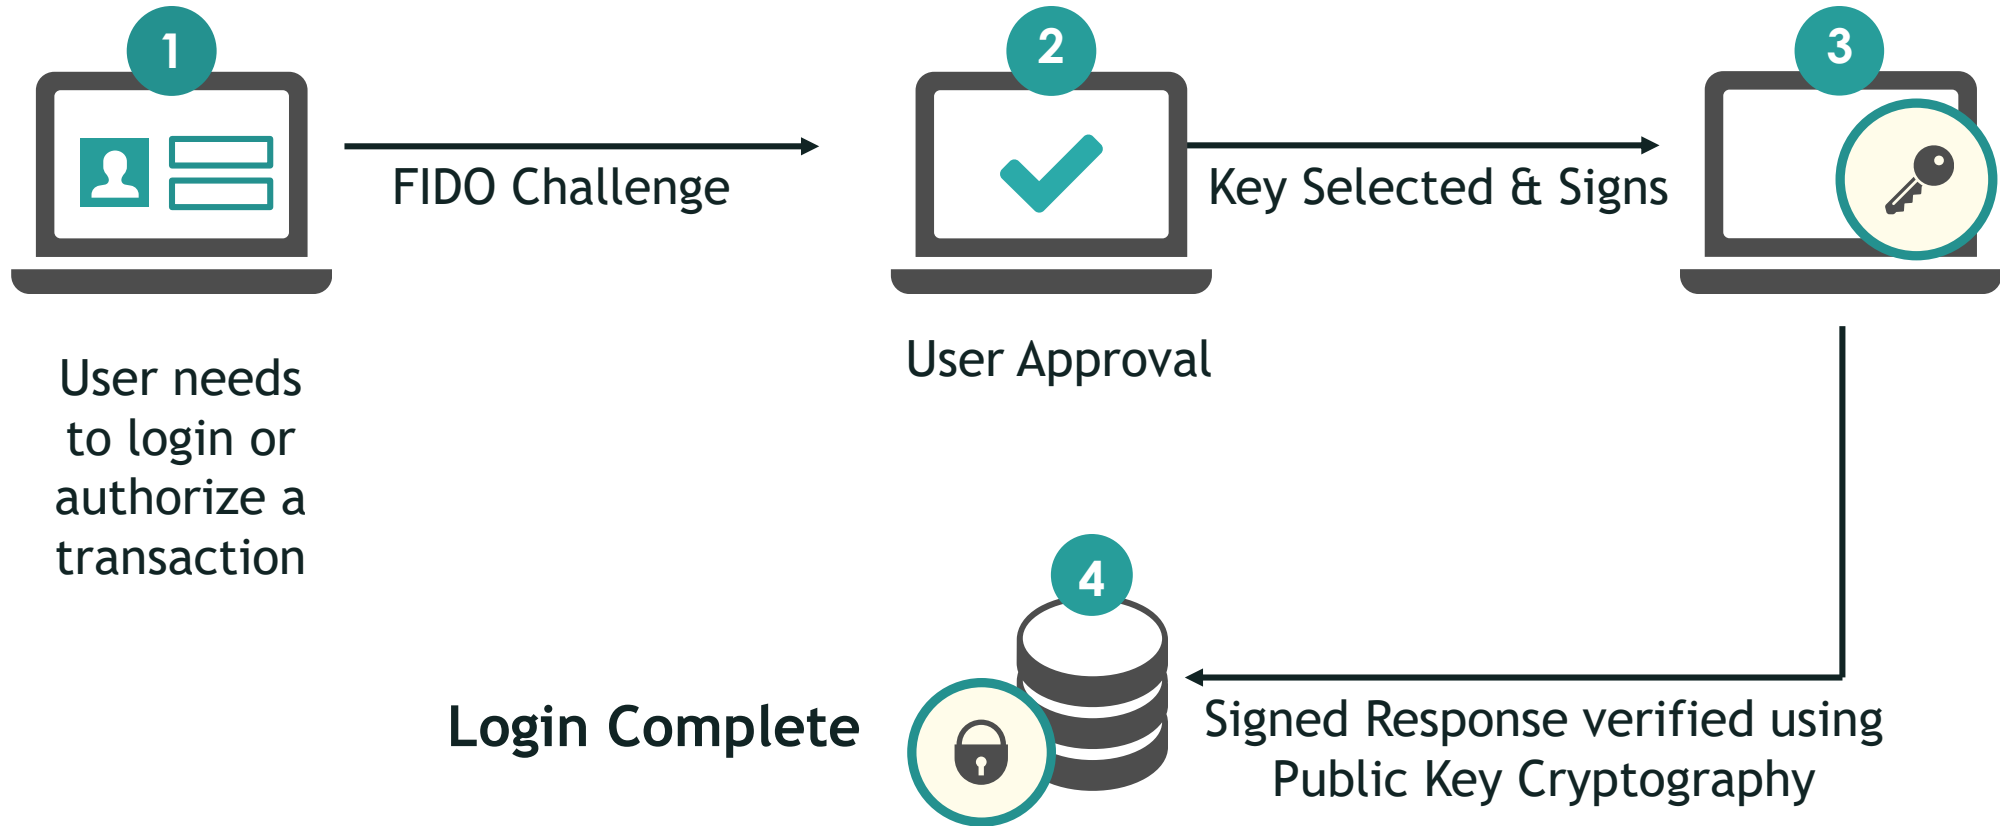 1
2
3
FIDO Challenge
Key Selected & Signs
User needs
to login or
authorize a
transaction
User Approval
4
Login Complete
Signed Response verified using
Public Key Cryptography